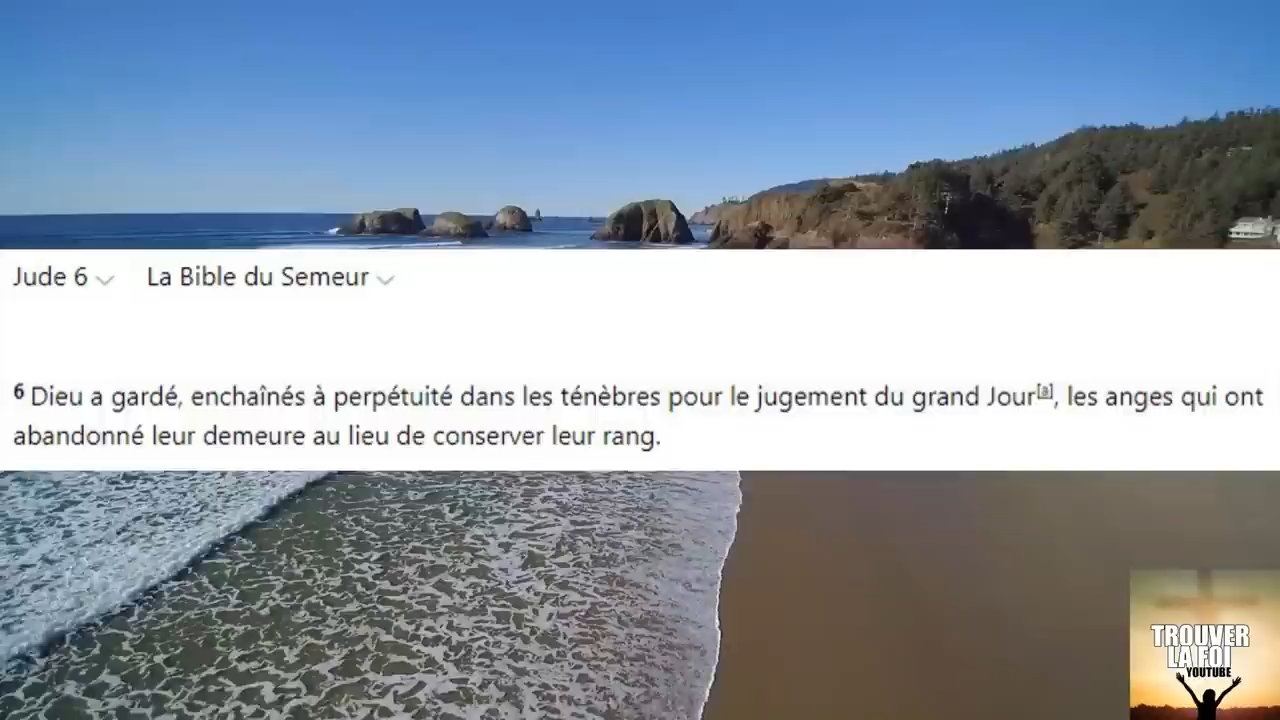 Jude 6 La Bible du Semeur
6 Dieu a gardé, enchaînés à perpétuité dans les ténèbres pour le jugement du grand Jour[a], les anges qui ont
abandonné leur demeure au lieu de conserver leur rang.
TROUVER
LA FOI
YOUTUBE